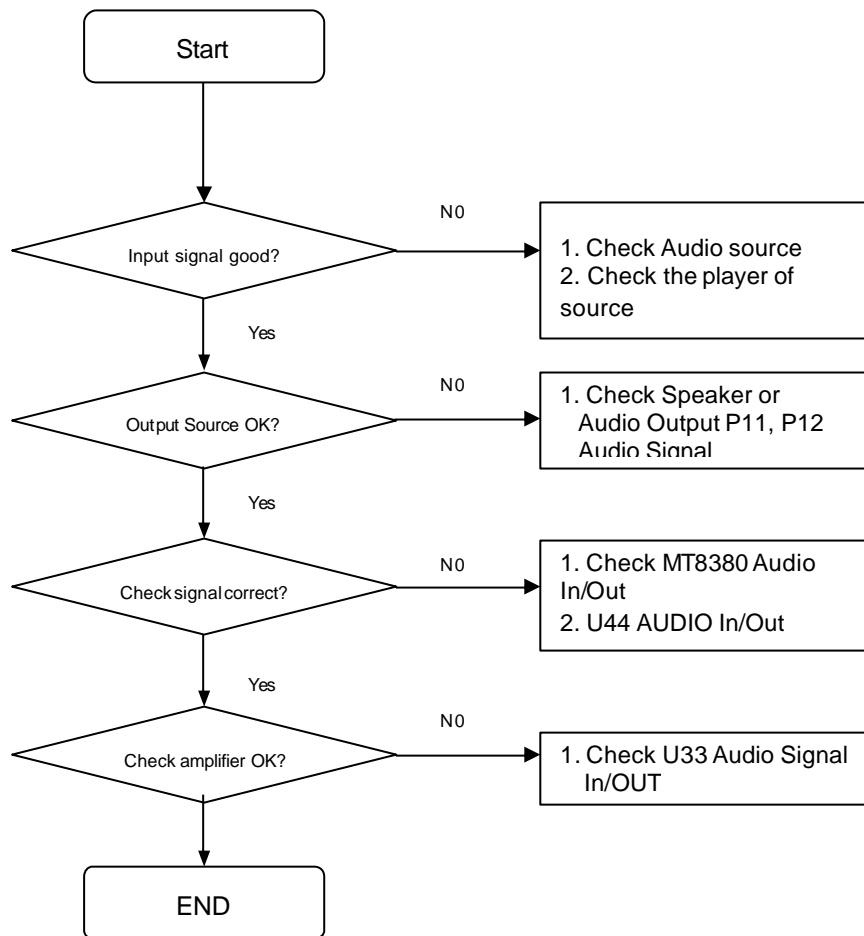 Start
N0
Input signal good?
1. Check Audio source
2. Check the player of
source
Yes
N0
Output Source OK?
1. Check Speaker or
Audio Output P11, P12
Audio Signal
Yes
N0
Check signal correct?
1. Check MT8380 Audio
In/Out
2. U44 AUDIO In/Out
Yes
N0
Check amplifier OK?
1. Check U33 Audio Signal
In/OUT
END